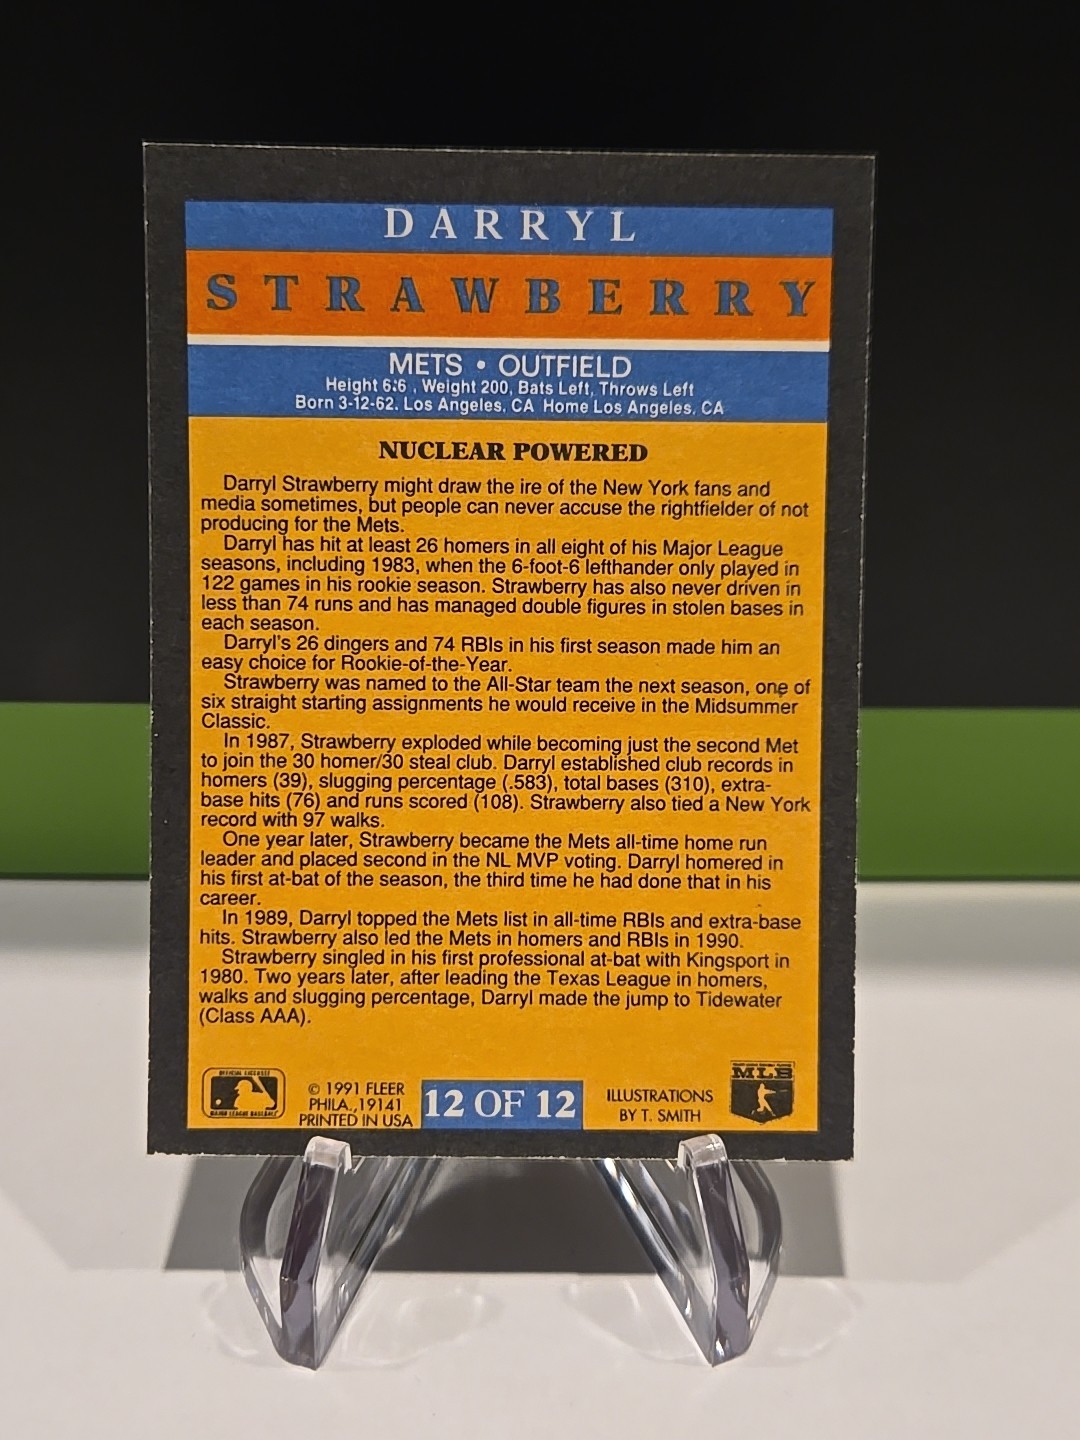 DARRYL
STRAWBERRY
METS • OUTFIELD
Height 6:6 , Weight 200, Bats Left, Throws Left
Born 3-12-62. Los Angeles, CA Home Los Angeles, CA
NUCLEAR POWERED
Darryl Strawberry might draw the ire of the New York fans and
media sometimes, but people can never accuse the rightfielder of not
producing for the Mets.
Darryl has hit at least 26 homers in all eight of his Major League
seasons, including 1983, when the 6-foot-6 lefthander only played in
122 games in his rookie season. Strawberry has also never driven in
less than 74 runs and has managed double figures in stolen bases in
each season.
Darryl's 26 dingers and 74 RBIs in his first season made him an
easy choice for Rookie-of-the-Year.
Strawberry was named to the All-Star team the next season, one of
six straight starting assignments he would receive in the Midsummer
Classic.
In 1987, Strawberry exploded while becoming just the second Met
to join the 30 homer/30 steal club. Darryl established club records in
homers (39), slugging percentage (.583), total bases (310), extra-
base hits (76) and runs scored (108). Strawberry also tied a New York
record with 97 walks.
One year later, Strawberry became the Mets all-time home run
leader and placed second in the NL MVP voting. Darryl homered in
his first at-bat of the season, the third time he had done that in his
career.
In 1989, Darryl topped the Mets list in all-time RBIs and extra-base
hits. Strawberry also led the Mets in homers and RBIs in 1990.
Strawberry singled in his first professional at-bat with Kingsport in
1980. Two years later, after leading the Texas League in homers,
walks and slugging percentage, Darryl made the jump to Tidewater
(Class AAA).
OFFICIAL LICENSEE
MAJOR LEAGUE BASEBALL
© 1991 FLEER
PHILA., 19141
PRINTED IN USA
12 OF 12
ILLUSTRATIONS
BY T. SMITH
MLB